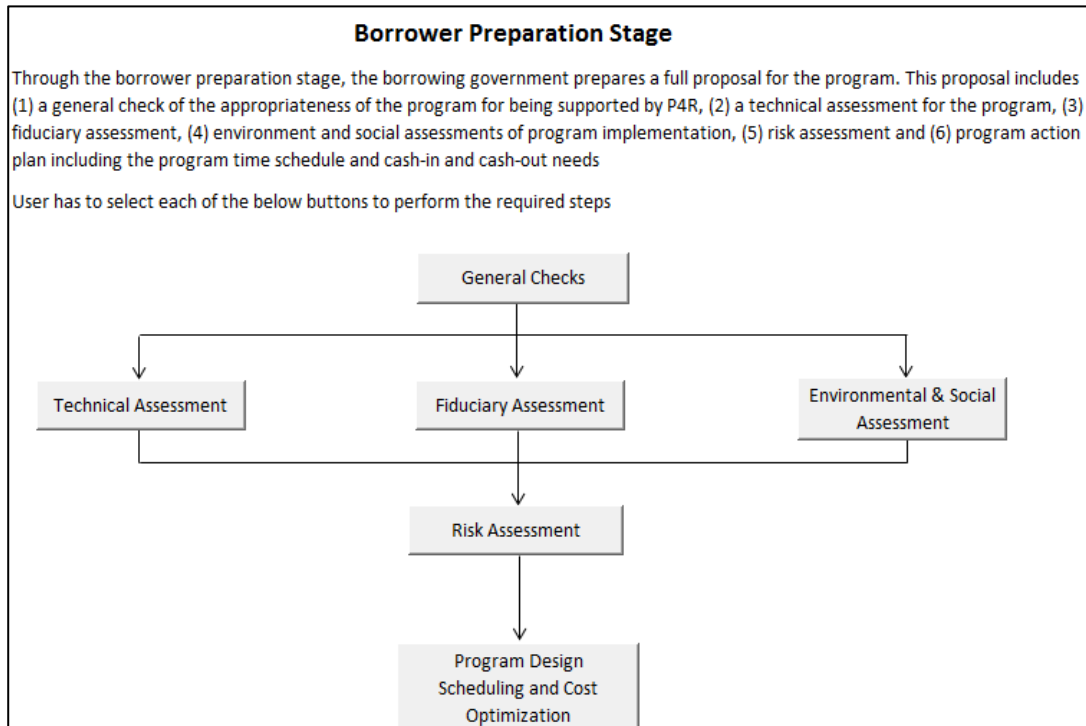 Borrower Preparation Stage
Through the borrower preparation stage, the borrowing government prepares a full proposal for the program. This proposal includes
(1) a general check of the appropriateness of the program for being supported by P4R, (2) a technical assessment for the program, (3)
fiduciary assessment, (4) environment and social assessments of program implementation, (5) risk assessment and (6) program action
plan including the program time schedule and cash-in and cash-out needs
User has to select each of the below buttons to perform the required steps
General Checks
Technical Assessment
Fiduciary Assessment
Environmental & Social
Assessment
Risk Assessment
Program Design
Scheduling and Cost
Optimization